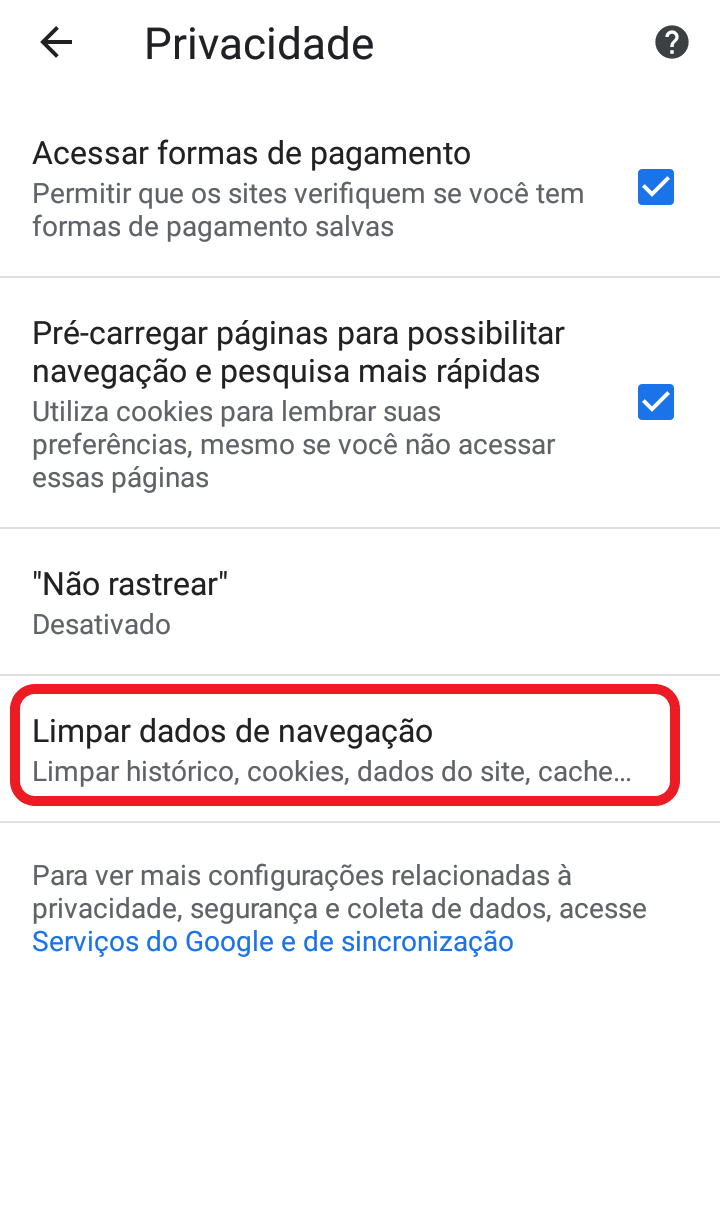 Privacidade
Acessar formas de pagamento
Permitir que os sites verifiquem se você tem
formas de pagamento salvas
Pré-carregar páginas para possibilitar
navegação e pesquisa mais rápidas
Utiliza cookies para lembrar suas
preferências, mesmo se você não acessar
essas páginas
"Não rastrear"
Desativado
Limpar dados de navegação
Limpar histórico, cookies, dados do site, cache…
Para ver mais configurações relacionadas à
privacidade, segurança e coleta de dados, acesse
Serviços do Google e de sincronização